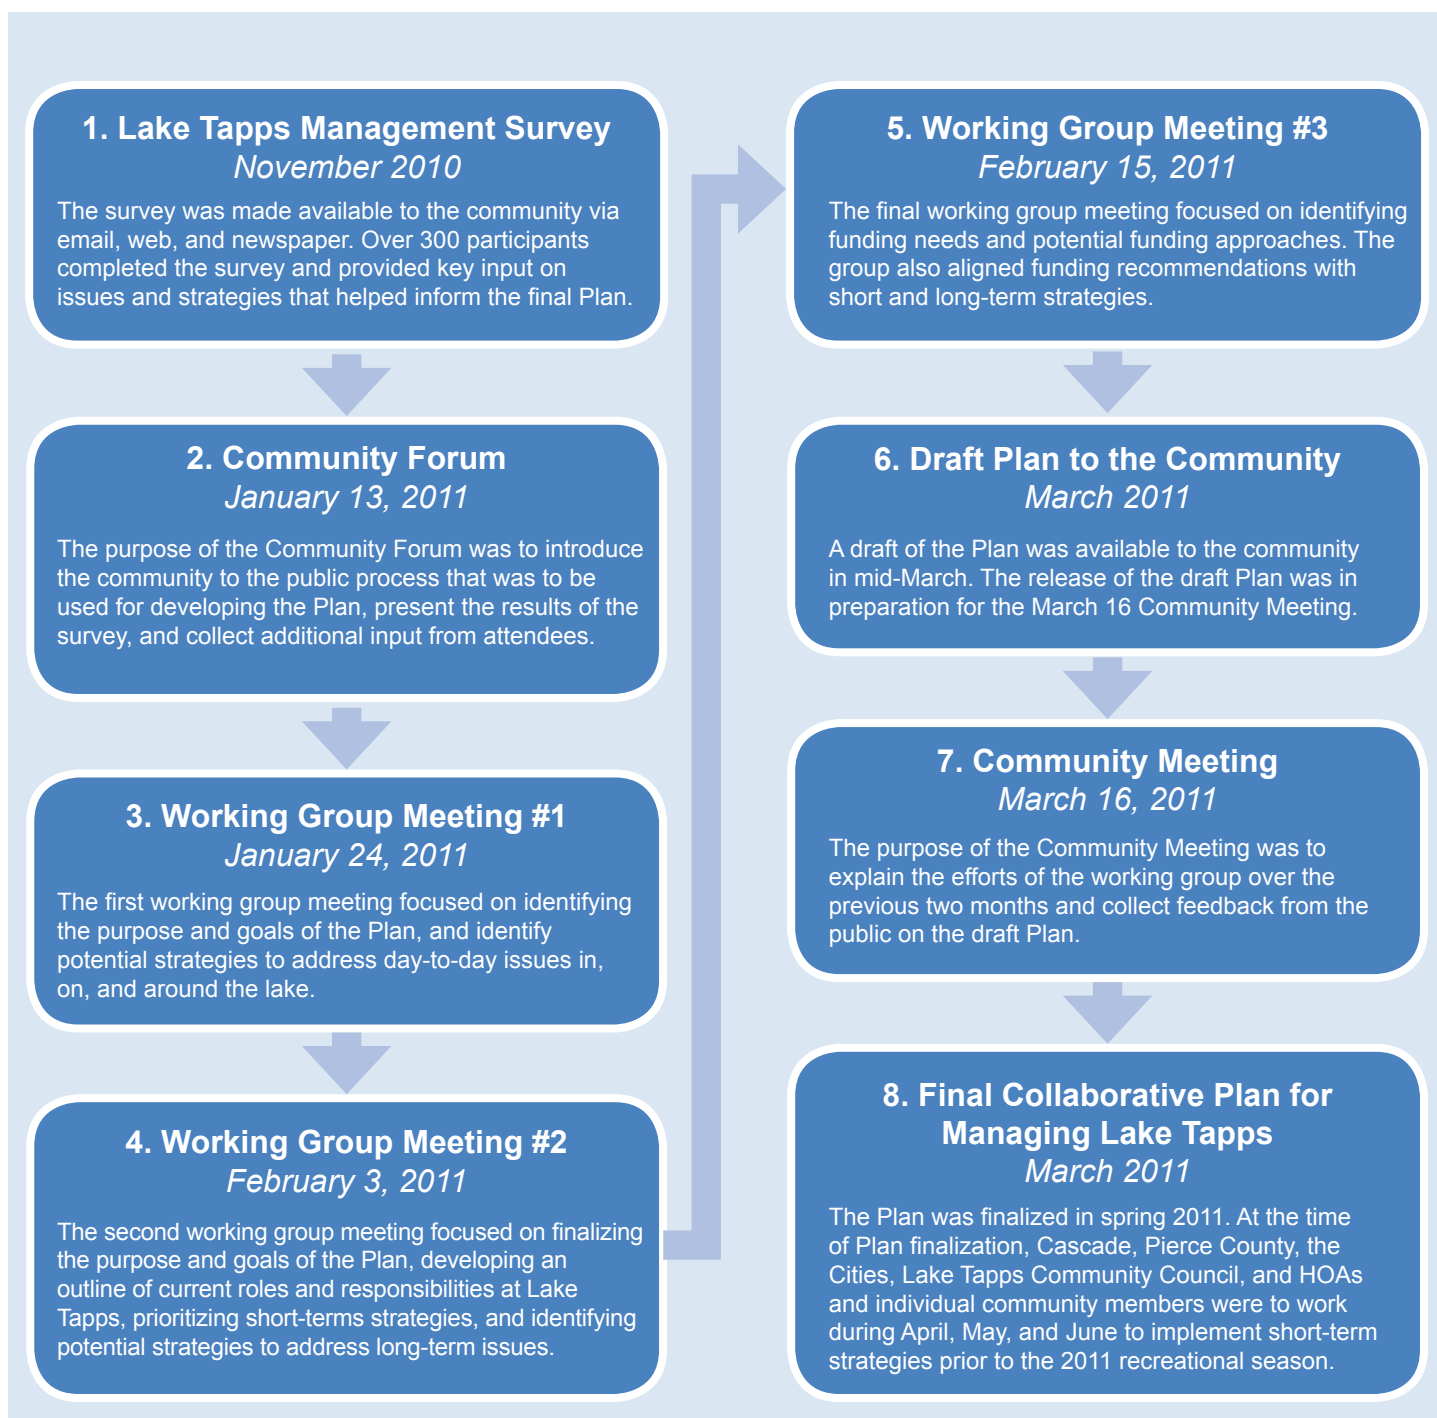 1. Lake Tapps Management Survey
November 2010
The survey was made available to the community via
email, web, and newspaper. Over 300 participants
completed the survey and provided key input on
issues and strategies that helped inform the final Plan.
2. Community Forum
January 13, 2011
The purpose of the Community Forum was to introduce
the community to the public process that was to be
used for developing the Plan, present the results of the
survey, and collect additional input from attendees.
3. Working Group Meeting #1
January 24, 2011
The first working group meeting focused on identifying
the purpose and goals of the Plan, and identify
potential strategies to address day-to-day issues in,
on, and around the lake.
4. Working Group Meeting #2
February 3, 2011
The second working group meeting focused on finalizing
the purpose and goals of the Plan, developing an
outline of current roles and responsibilities at Lake
Tapps, prioritizing short-terms strategies, and identifying
potential strategies to address long-term issues.
5. Working Group Meeting #3
February 15, 2011
The final working group meeting focused on identifying
funding needs and potential funding approaches. The
group also aligned funding recommendations with
short and long-term strategies.
6. Draft Plan to the Community
March 2011
A draft of the Plan was available to the community
in mid-March. The release of the draft Plan was in
preparation for the March 16 Community Meeting.
7. Community Meeting
March 16, 2011
The purpose of the Community Meeting was to
explain the efforts of the working group over the
previous two months and collect feedback from the
public on the draft Plan.
8. Final Collaborative Plan for
Managing Lake Tapps
March 2011
The Plan was finalized in spring 2011. At the time
of Plan finalization, Cascade, Pierce County, the
Cities, Lake Tapps Community Council, and HOAs
and individual community members were to work
during April, May, and June to implement short-term
strategies prior to the 2011 recreational season.